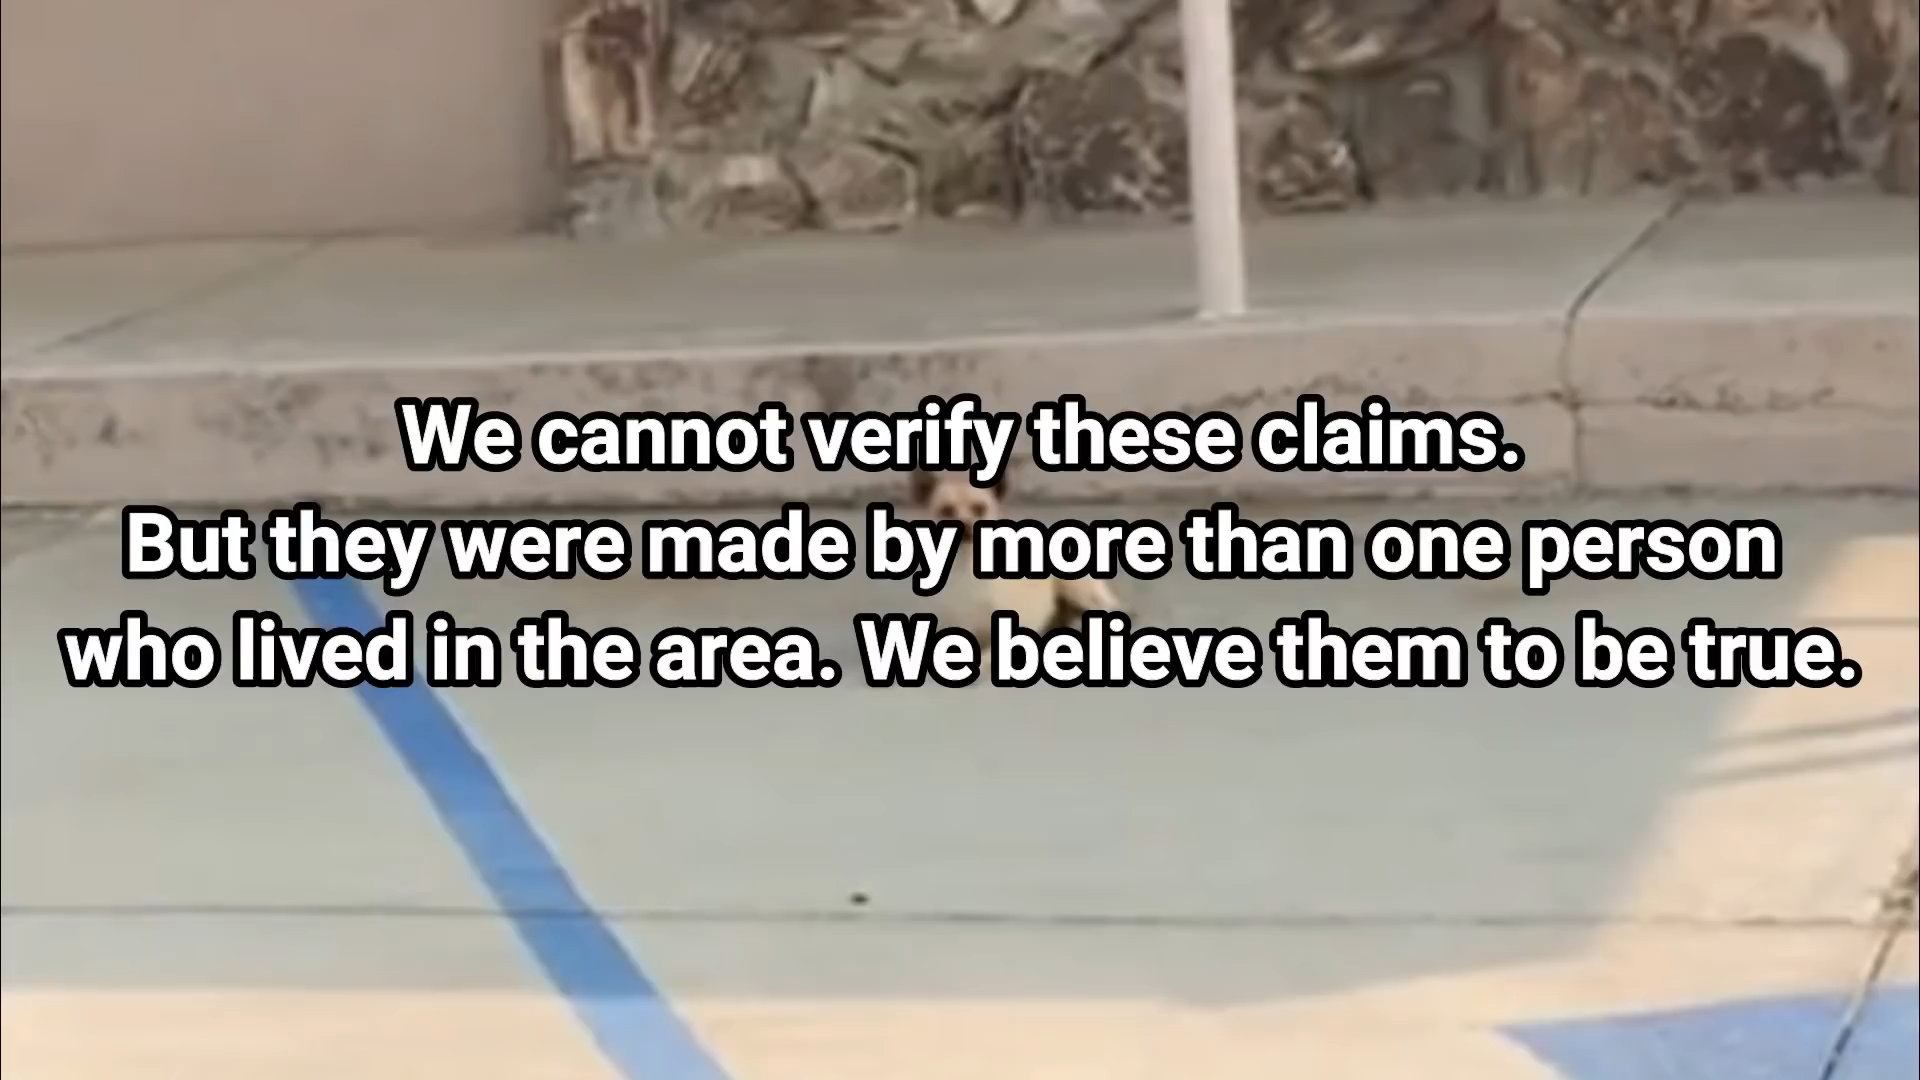 We cannot verify these claims.
But they were made by more than one person
who lived in the area. We believe them to be true.